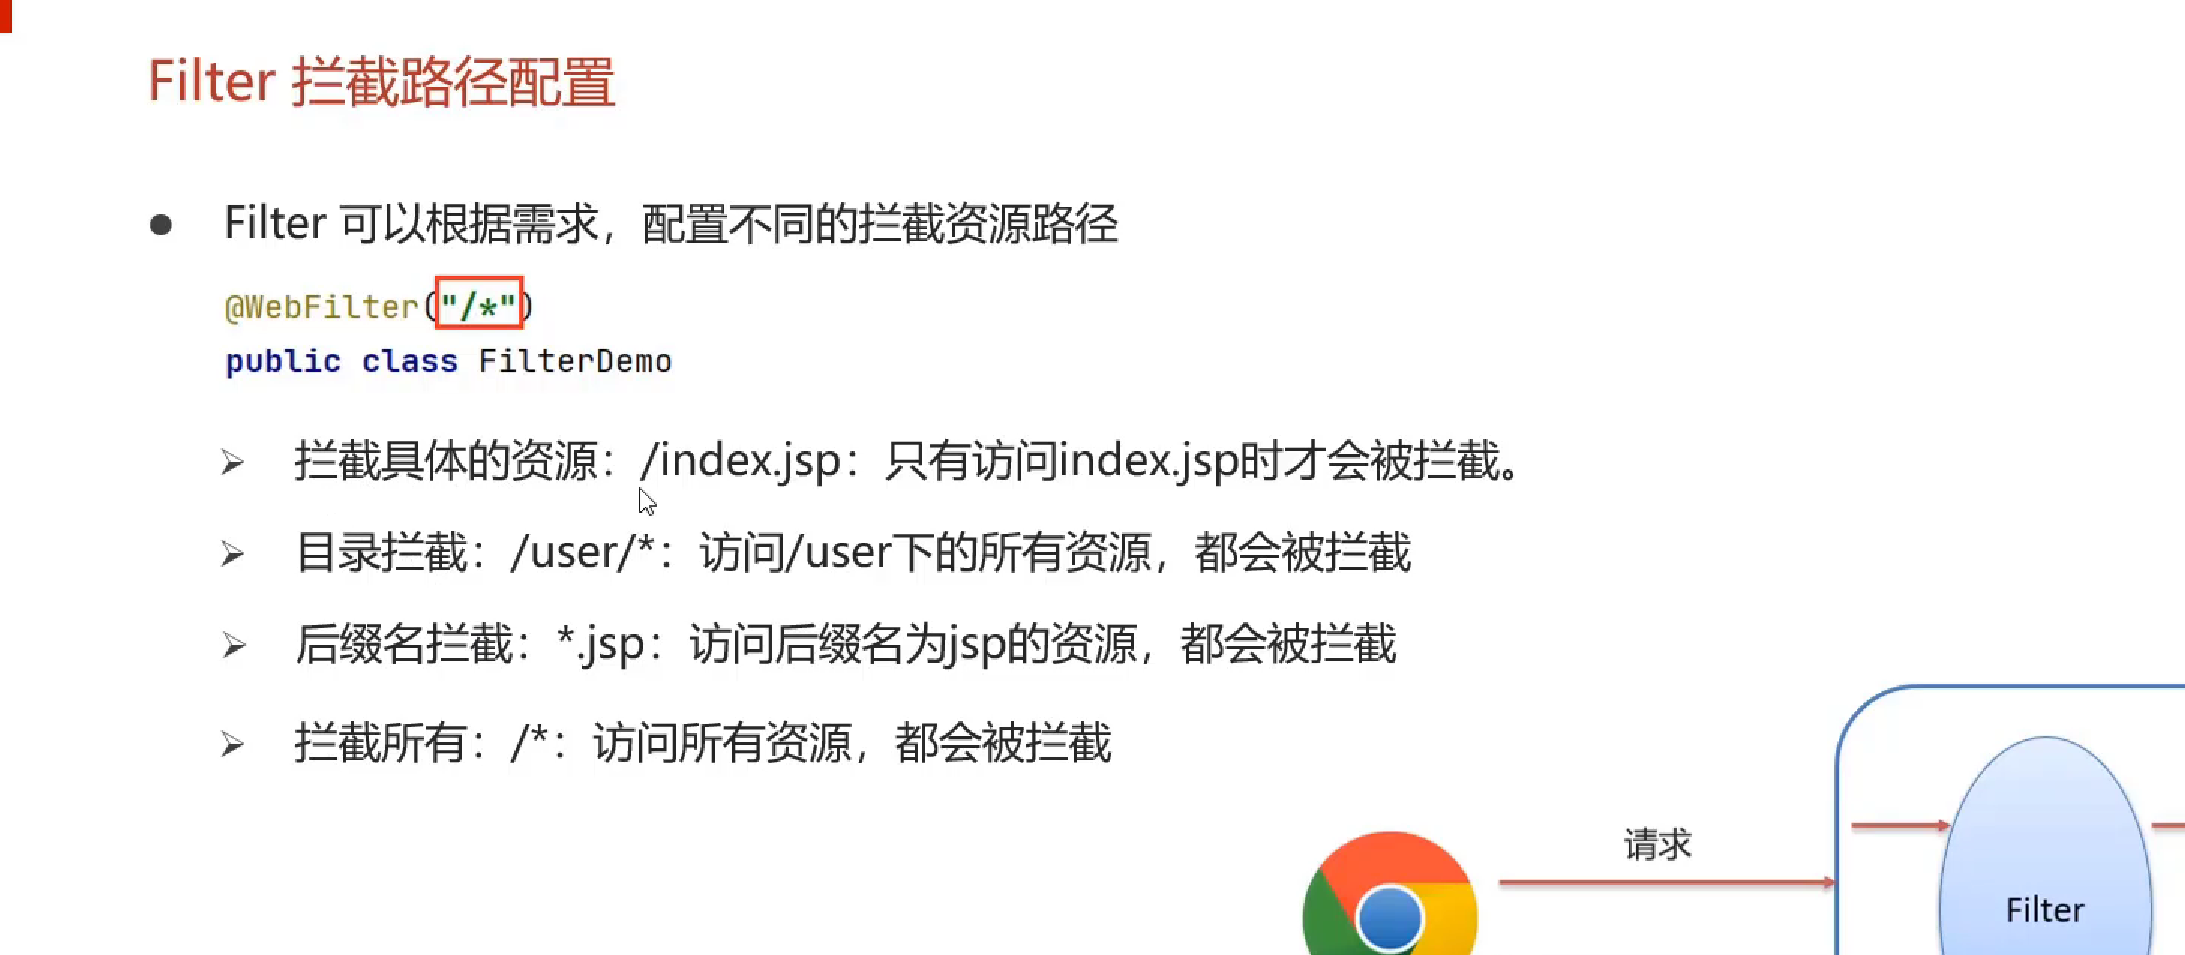 Filter 拦截路径配置
Filter 可以根据需求，配置不同的拦截资源路径
@WebFilter("/*")
public class FilterDemo
拦截具体的资源：/index.jsp：只有访问index.jsp时才会被拦截。
目录拦截：/user/*：访问/user下的所有资源，都会被拦截
后缀名拦截：*.jsp：访问后缀名为jsp的资源，都会被拦截
拦截所有：/*：访问所有资源，都会被拦截
请求
Filter